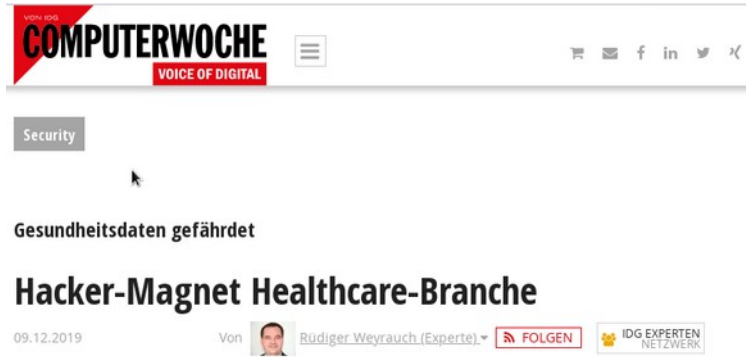 VON IDG
COMPUTERWOCHE
VOICE OF DIGITAL
Security
Gesundheitsdaten gefährdet
Hacker-Magnet Healthcare-Branche
09.12.2019 Von Rüdiger Weyrauch (Experte) FOLGEN IDG EXPERTEN
NETZWERK